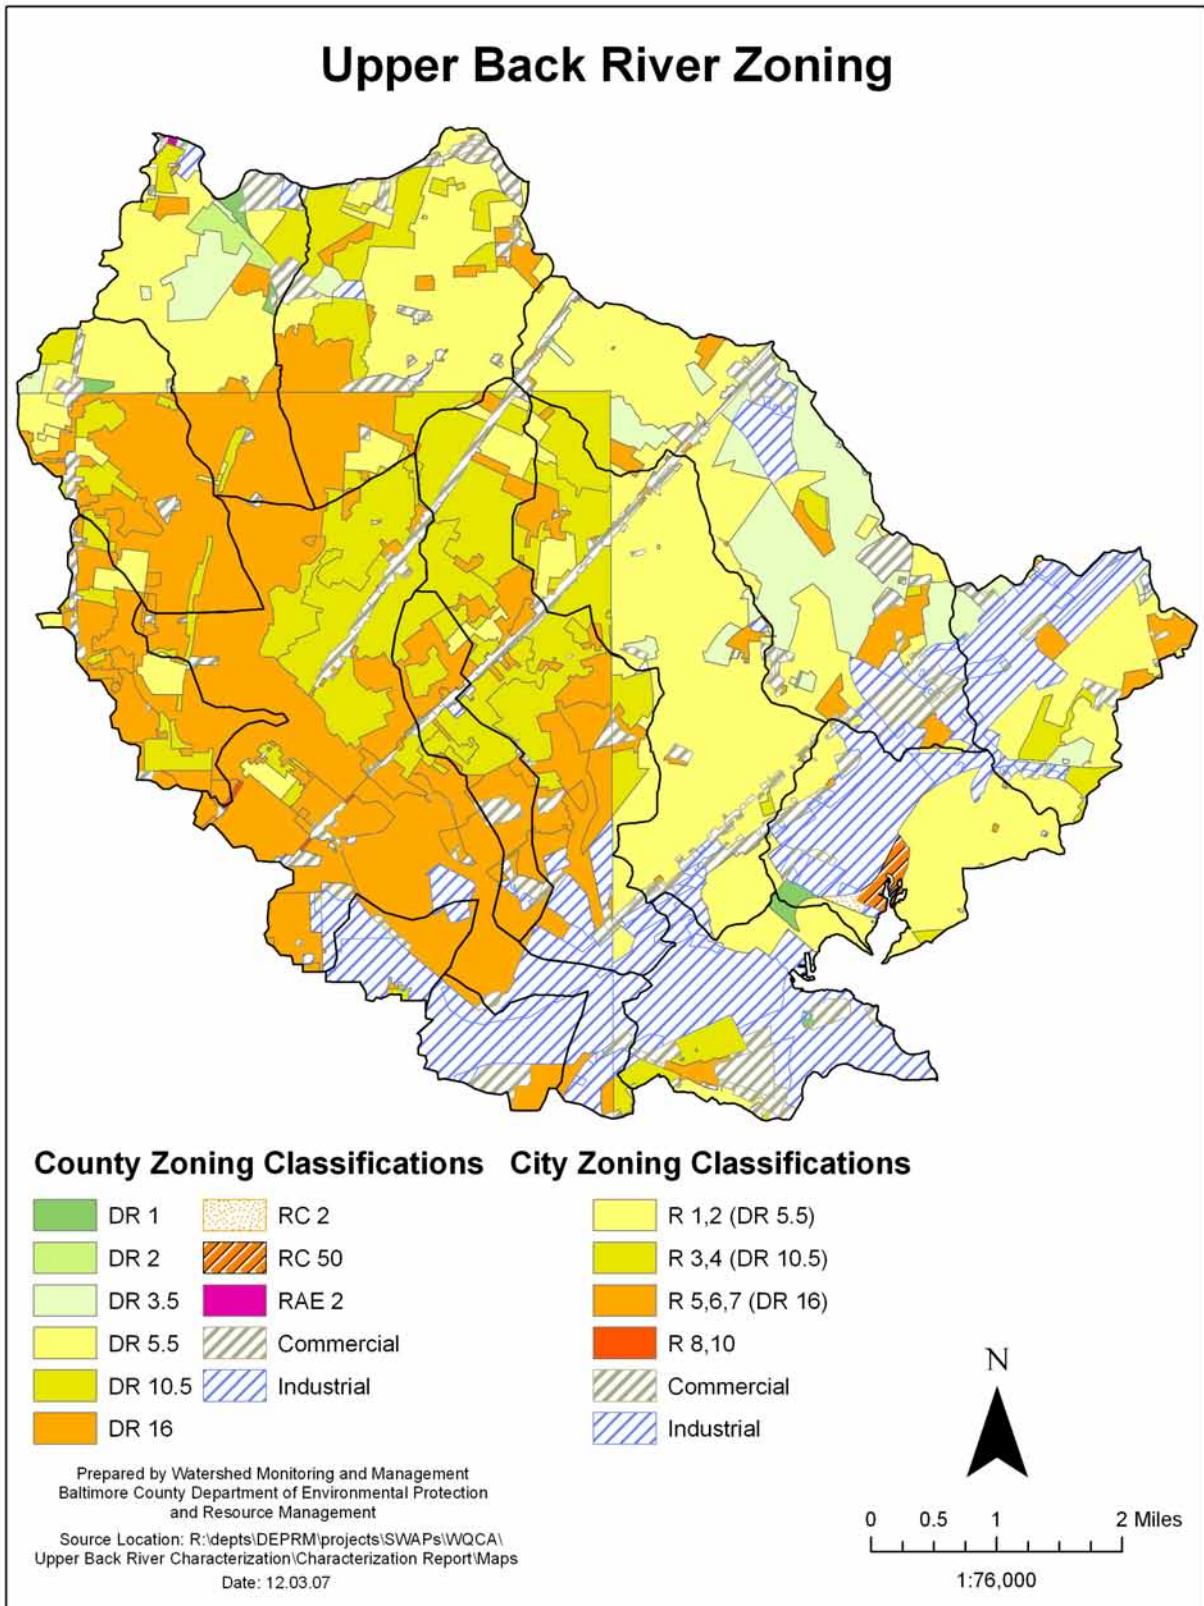 Upper Back River Zoning
County Zoning Classifications
DR 1
DR 2
DR 3.5
DR 5.5
DR 10.5
DR 16
RC 2
RC 50
RAE 2
Commercial
Industrial
City Zoning Classifications
R 1,2 (DR 5.5)
R 3,4 (DR 10.5)
R 5,6,7 (DR 16)
R 8,10
Commercial
Industrial
N
0 0.5 1 2 Miles
1:76,000
Prepared by Watershed Monitoring and Management
Baltimore County Department of Environmental Protection
and Resource Management
Source Location: R:\depts\DEPRM\projects\SWAPs\WQCA\
Upper Back River Characterization\Characterization Report\Maps
Date: 12.03.07